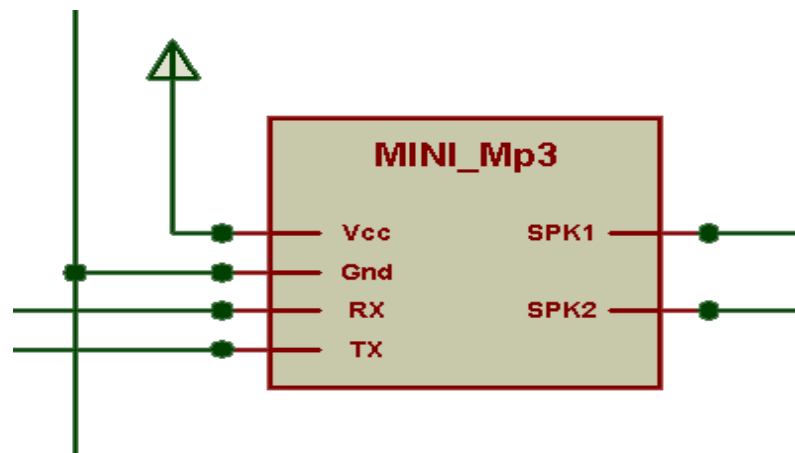 MINI_Mp3
Vcc
SPK1
Gnd
RX
SPK2
TX